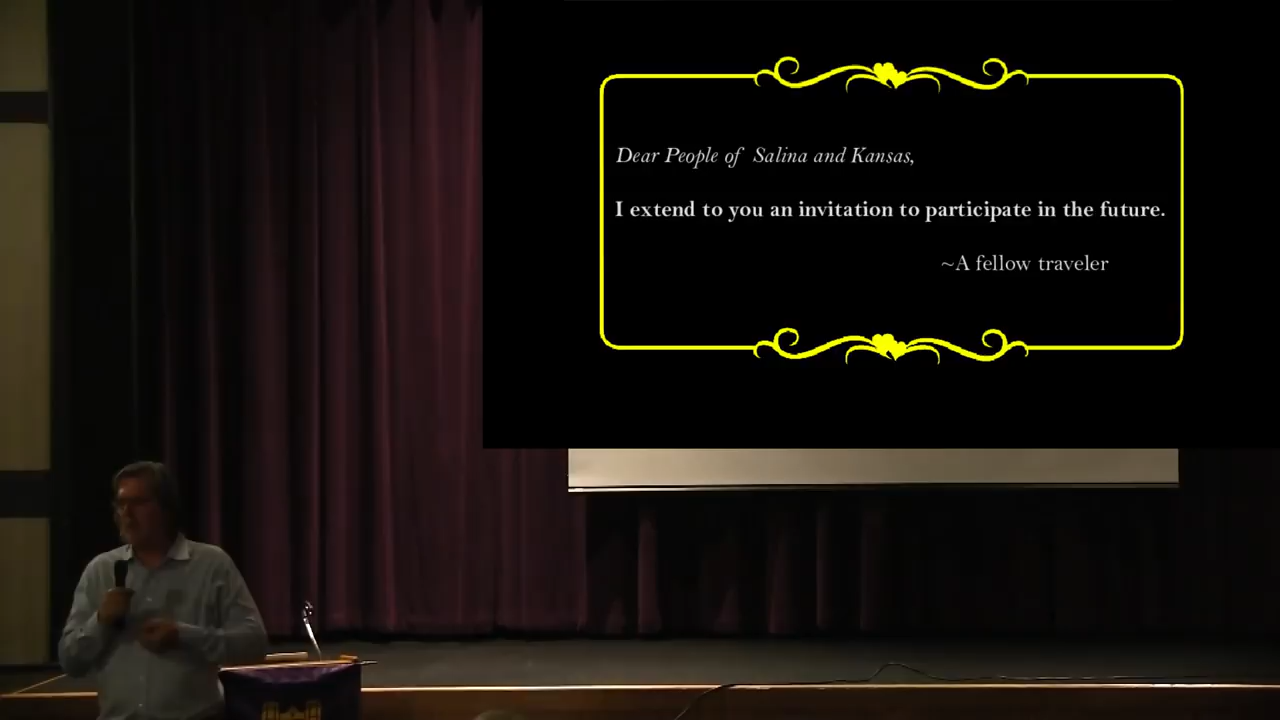 Dear People of Salina and Kansas,
I extend to you an invitation to participate in the future.
~A fellow traveler